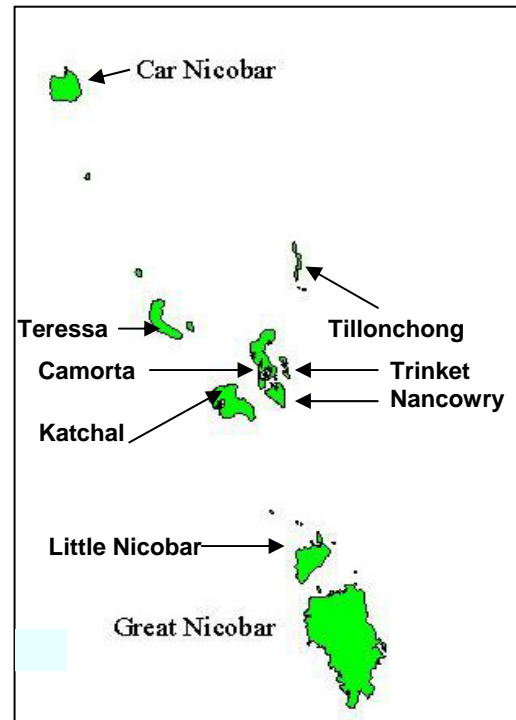 Car Nicobar
Teressa
Tillonchong
Camorta
Trinket
Nancowry
Katchal
Little Nicobar
Great Nicobar